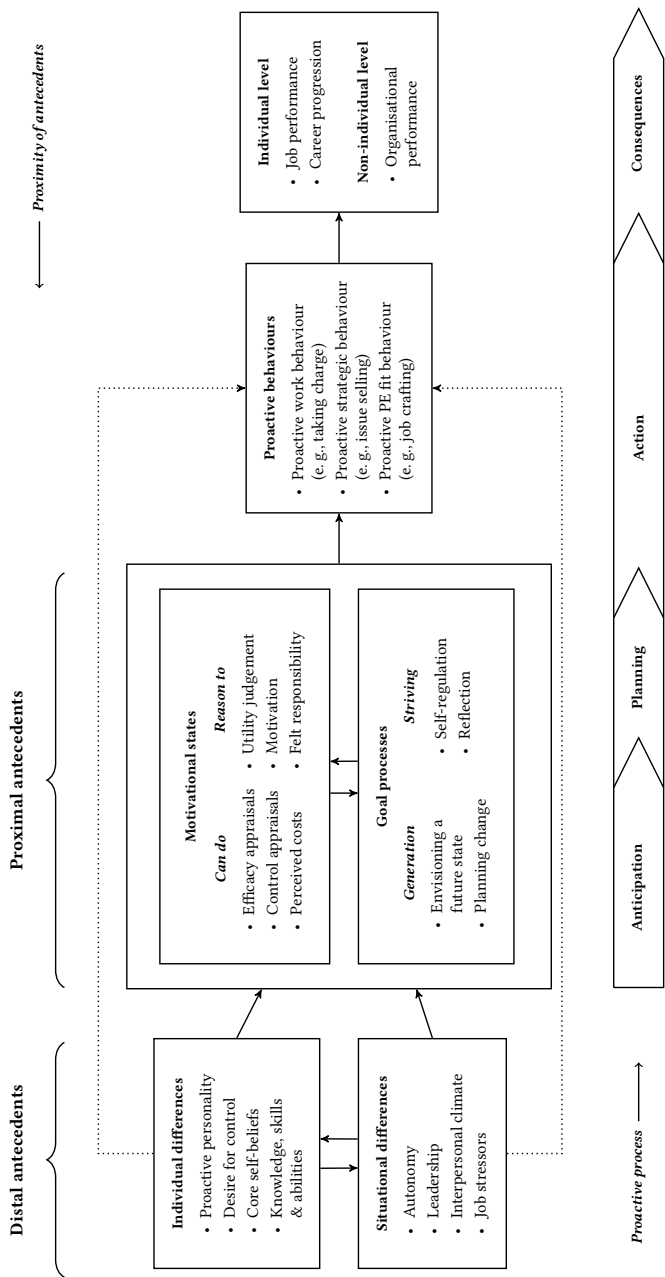 Distal antecedents
Proximal antecedents
Proximity of antecedents
Individual differences
• Proactive personality
• Desire for control
• Core self-beliefs
• Knowledge, skills
& abilities
Situational differences
• Autonomy
• Leadership
• Interpersonal climate
• Job stressors
Motivational states
Can do
• Efficacy appraisals
• Control appraisals
• Perceived costs
Reason to
• Utility judgement
• Motivation
• Felt responsibility
Goal processes
Generation
• Envisioning a
future state
• Planning change
Striving
• Self-regulation
• Reflection
Proactive behaviours
• Proactive work behaviour
(e. g., taking charge)
• Proactive strategic behaviour
(e. g., issue selling)
• Proactive PE fit behaviour
(e. g., job crafting)
Individual level
• Job performance
• Career progression
Non-individual level
• Organisational
performance
Proactive process
Anticipation
Planning
Action
Consequences